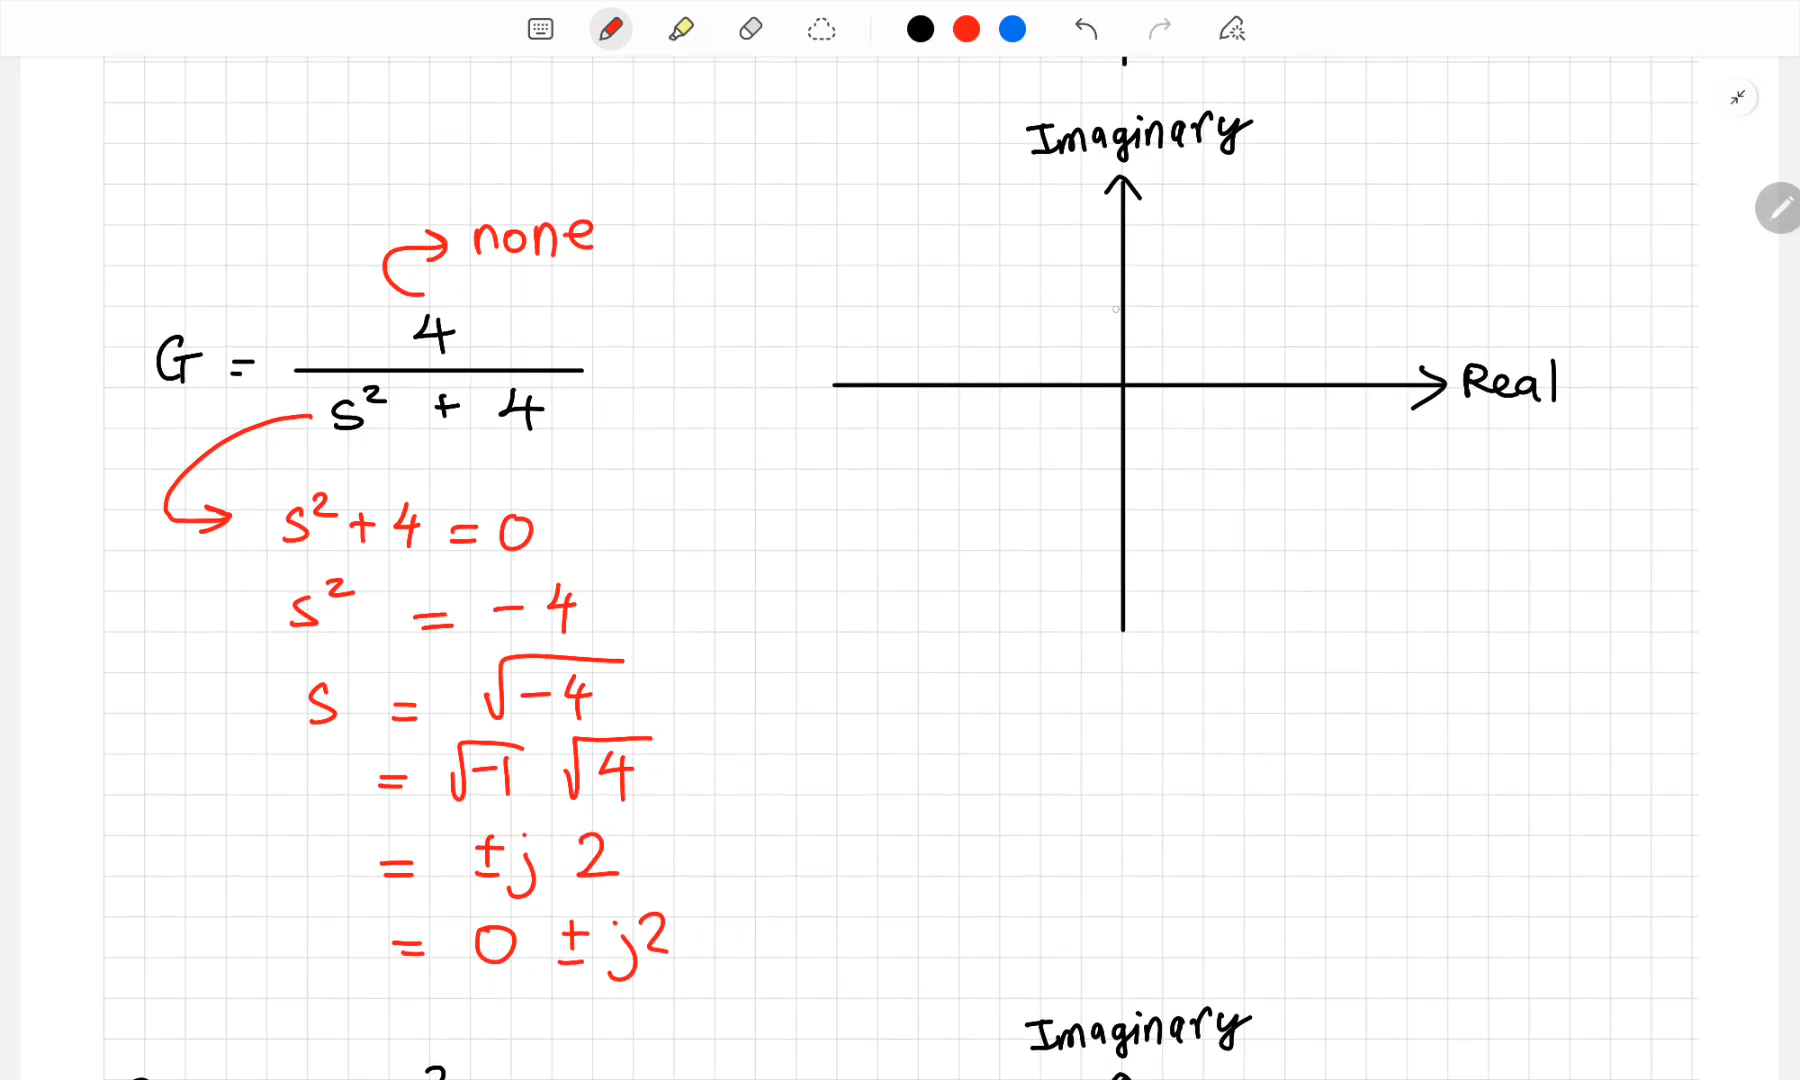 Imaginary
Real
none
G = 4 / s² + 4
s² + 4 = 0
s² = - 4
s = √-4
= √-1 √4
= ±j 2
= 0 ± j2
Imaginary